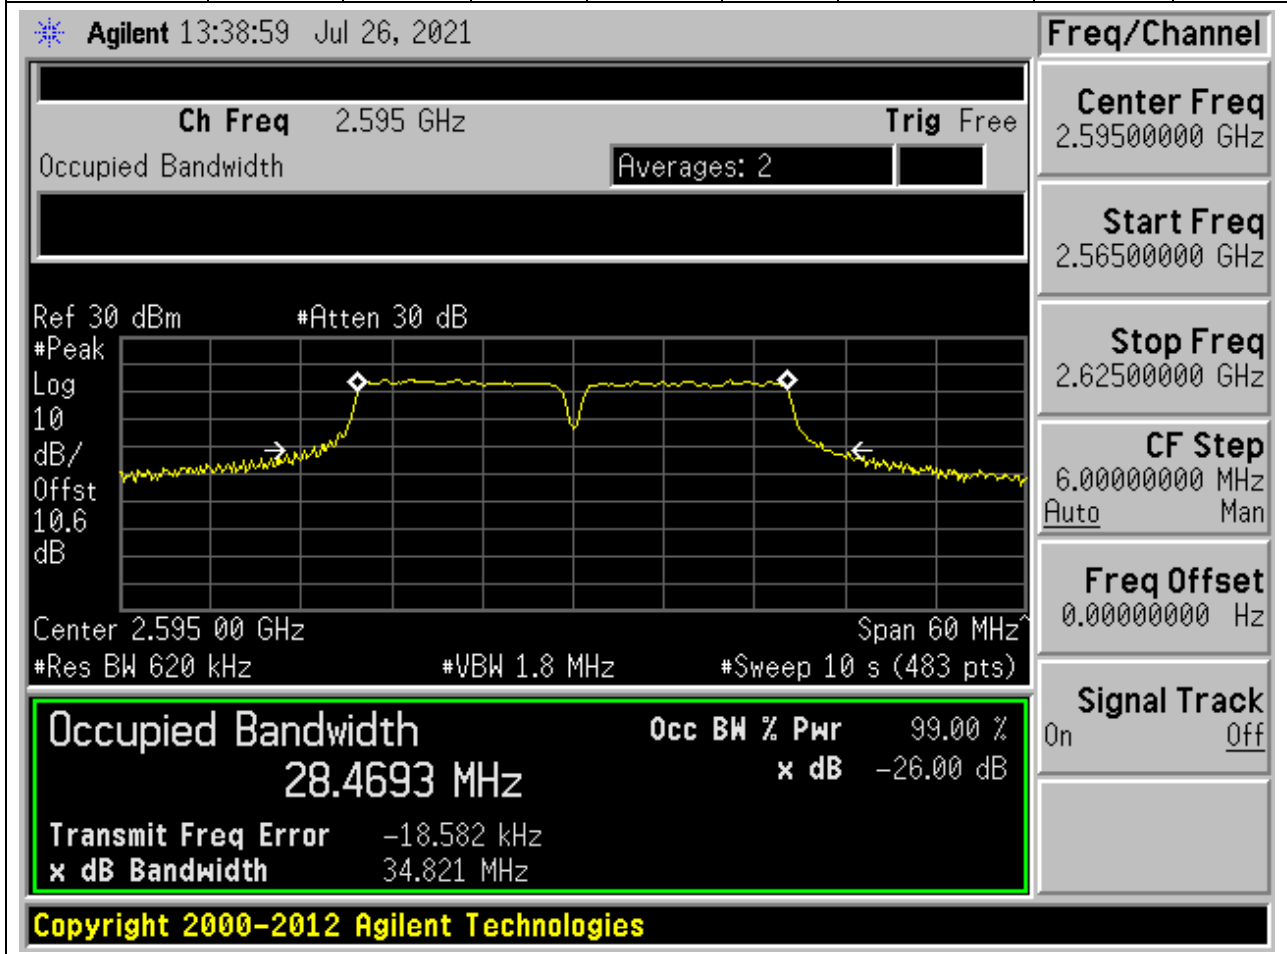 Agilent 13:38:59 Jul 26, 2021
Freq/Channel
Ch Freq 2.595 GHz Trig Free
Occupied Bandwidth Averages: 2
Center Freq
2.59500000 GHz
Start Freq
2.56500000 GHz
Stop Freq
2.62500000 GHz
CF Step
6.00000000 MHz
Auto Man
Freq Offset
0.00000000 Hz
Signal Track
On Off
Ref 30 dBm #Atten 30 dB
#Peak
Log
10
dB/
Offst
10.6
dB
Center 2.595 00 GHz Span 60 MHz^
#Res BW 620 kHz #VBW 1.8 MHz #Sweep 10 s (483 pts)
Occupied Bandwidth
28.4693 MHz
Occ BW % Pwr 99.00 %
x dB -26.00 dB
Transmit Freq Error -18.582 kHz
x dB Bandwidth 34.821 MHz
Copyright 2000-2012 Agilent Technologies